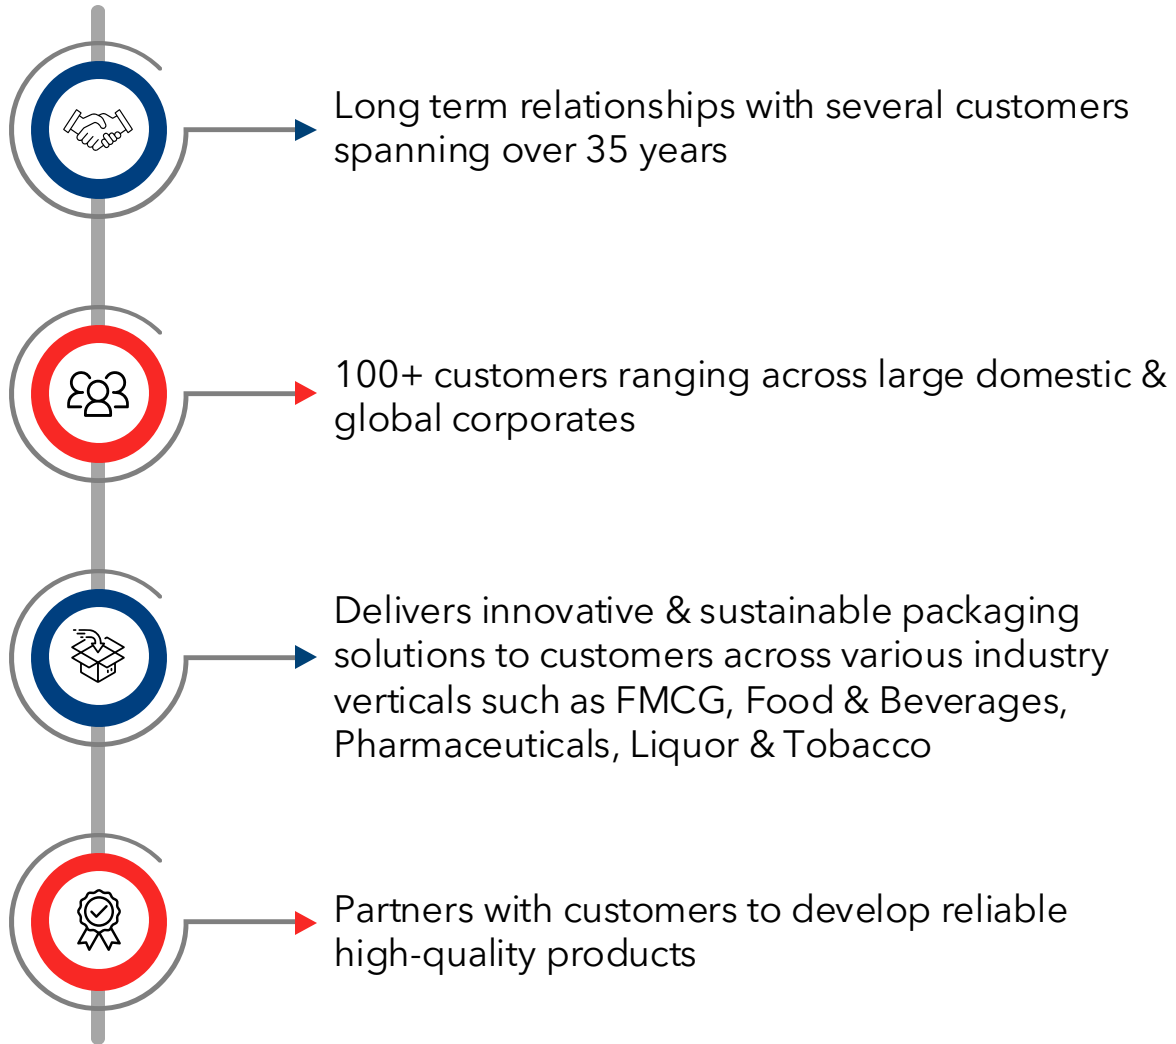 Long term relationships with several customers
spanning over 35 years
100+ customers ranging across large domestic &
global corporates
Delivers innovative & sustainable packaging
solutions to customers across various industry
verticals such as FMCG, Food & Beverages,
Pharmaceuticals, Liquor & Tobacco
Partners with customers to develop reliable
high-quality products